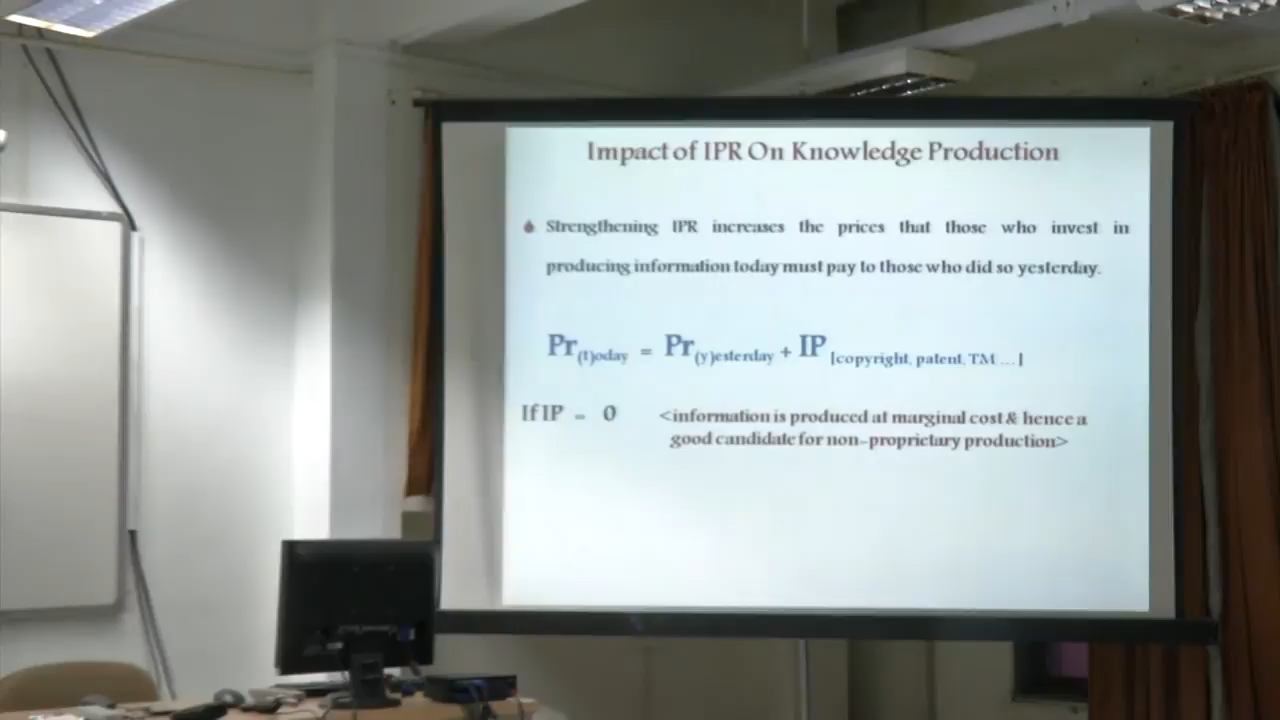 Impact of IPR On Knowledge Production
Strengthening IPR increases the prices that those who invest in
producing information today must pay to those who did so yesterday.
Pr(t)oday = Pr(y)esterday + IP [copyright, patent, TM ...]
If IP = 0 <information is produced at marginal cost & hence a
good candidate for non-proprietary production>